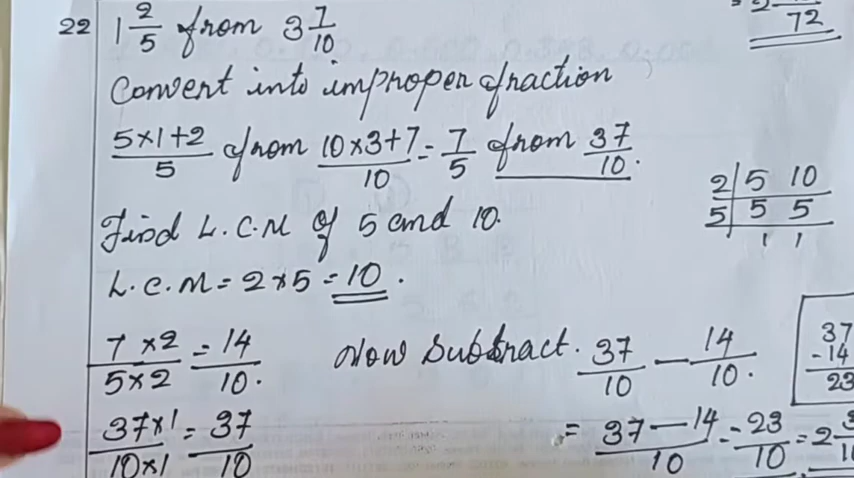 72
22 1 2/5 from 3 7/10
Convert into improper fraction
5×1+2/5 from 10×3+7/10 = 7/5 from 37/10.
2 | 5 10
5 | 5 5
1 1
Find L.C.M of 5 and 10.
L.C.M = 2×5 = 10.
7×2/5×2 = 14/10. Now Subtract. 37/10 — 14/10.
37
-14
23
37×1/10×1 = 37/10
= 37—14/10 = 23/10 = 2